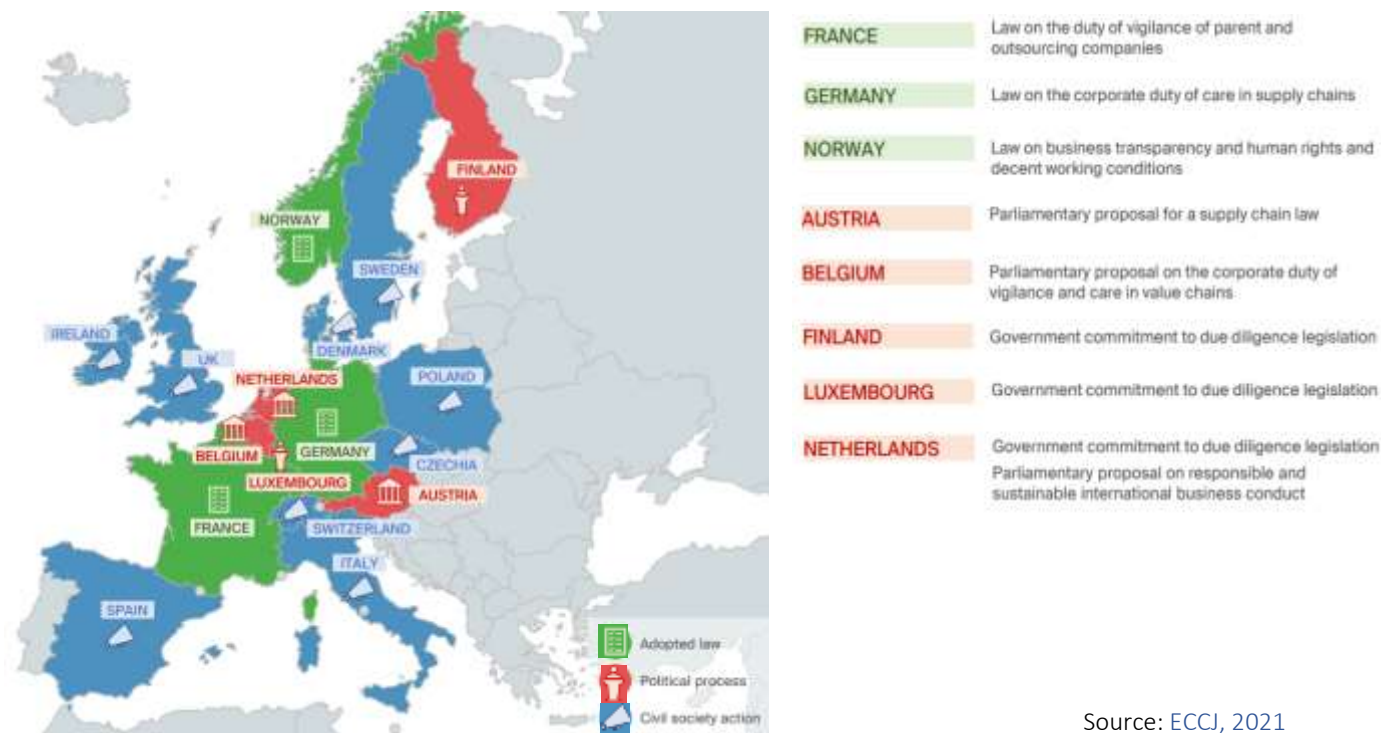 FINLAND
NORWAY
SWEDEN
IRELAND
UK
DENMARK
NETHERLANDS
POLAND
BELGIUM
GERMANY
CZECHIA
LUXEMBOURG
AUSTRIA
FRANCE
SWITZERLAND
ITALY
SPAIN
Adopted law
Political process
Civil society action
FRANCE
Law on the duty of vigilance of parent and
outsourcing companies
GERMANY
Law on the corporate duty of care in supply chains
NORWAY
Law on business transparency and human rights and
decent working conditions
AUSTRIA
Parliamentary proposal for a supply chain law
BELGIUM
Parliamentary proposal on the corporate duty of
vigilance and care in value chains
FINLAND
Government commitment to due diligence legislation
LUXEMBOURG
Government commitment to due diligence legislation
NETHERLANDS
Government commitment to due diligence legislation
Parliamentary proposal on responsible and
sustainable international business conduct
Source: ECCJ, 2021